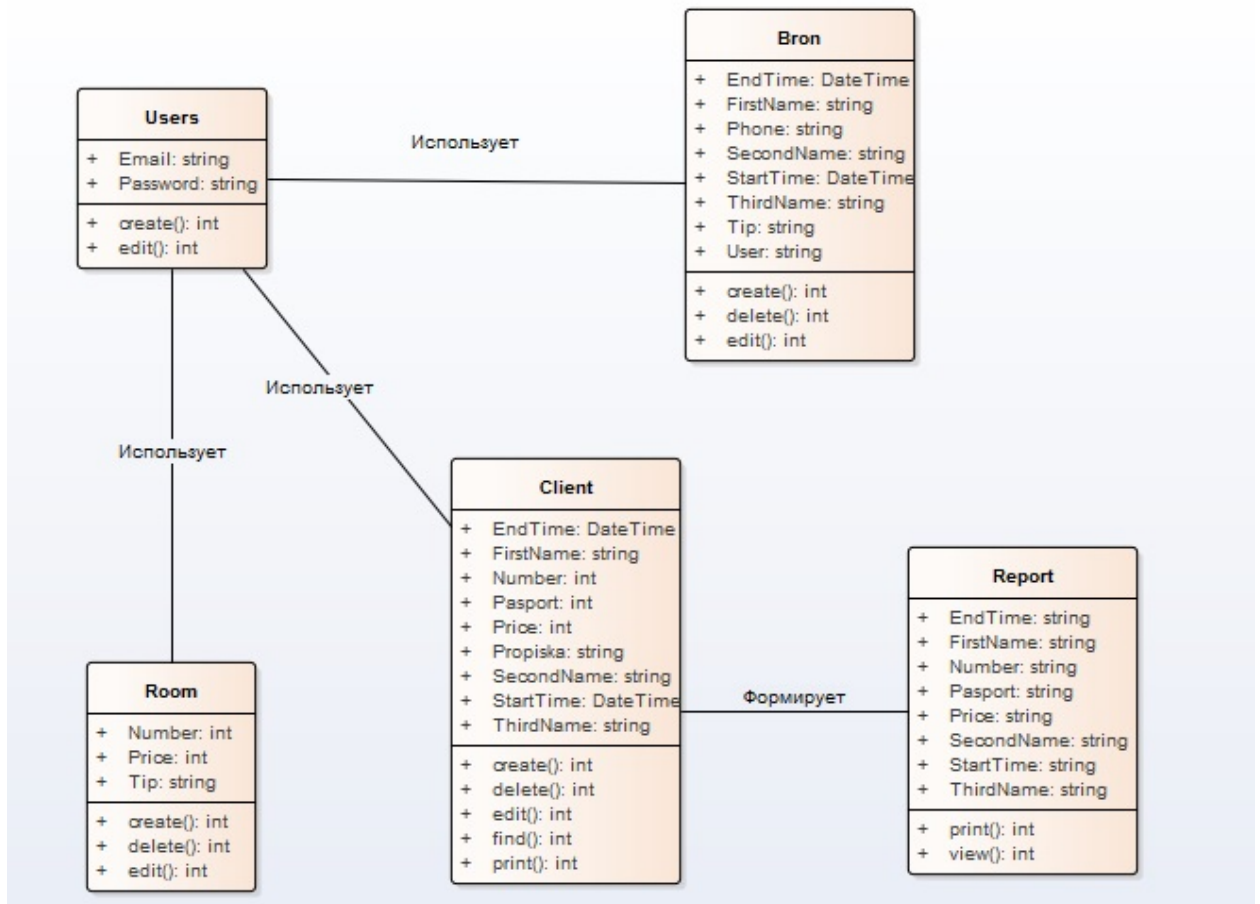 Users
+ Email: string
+ Password: string
+ create(): int
+ edit(): int
Использует
Bron
+ EndTime: DateTime
+ FirstName: string
+ Phone: string
+ SecondName: string
+ StartTime: DateTime
+ ThirdName: string
+ Tip: string
+ User: string
+ create(): int
+ delete(): int
+ edit(): int
Использует
Использует
Room
+ Number: int
+ Price: int
+ Tip: string
+ create(): int
+ delete(): int
+ edit(): int
Client
+ EndTime: DateTime
+ FirstName: string
+ Number: int
+ Pasport: int
+ Price: int
+ Propiska: string
+ SecondName: string
+ StartTime: DateTime
+ ThirdName: string
+ create(): int
+ delete(): int
+ edit(): int
+ find(): int
+ print(): int
Формирует
Report
+ EndTime: string
+ FirstName: string
+ Number: string
+ Pasport: string
+ Price: string
+ SecondName: string
+ StartTime: string
+ ThirdName: string
+ print(): int
+ view(): int